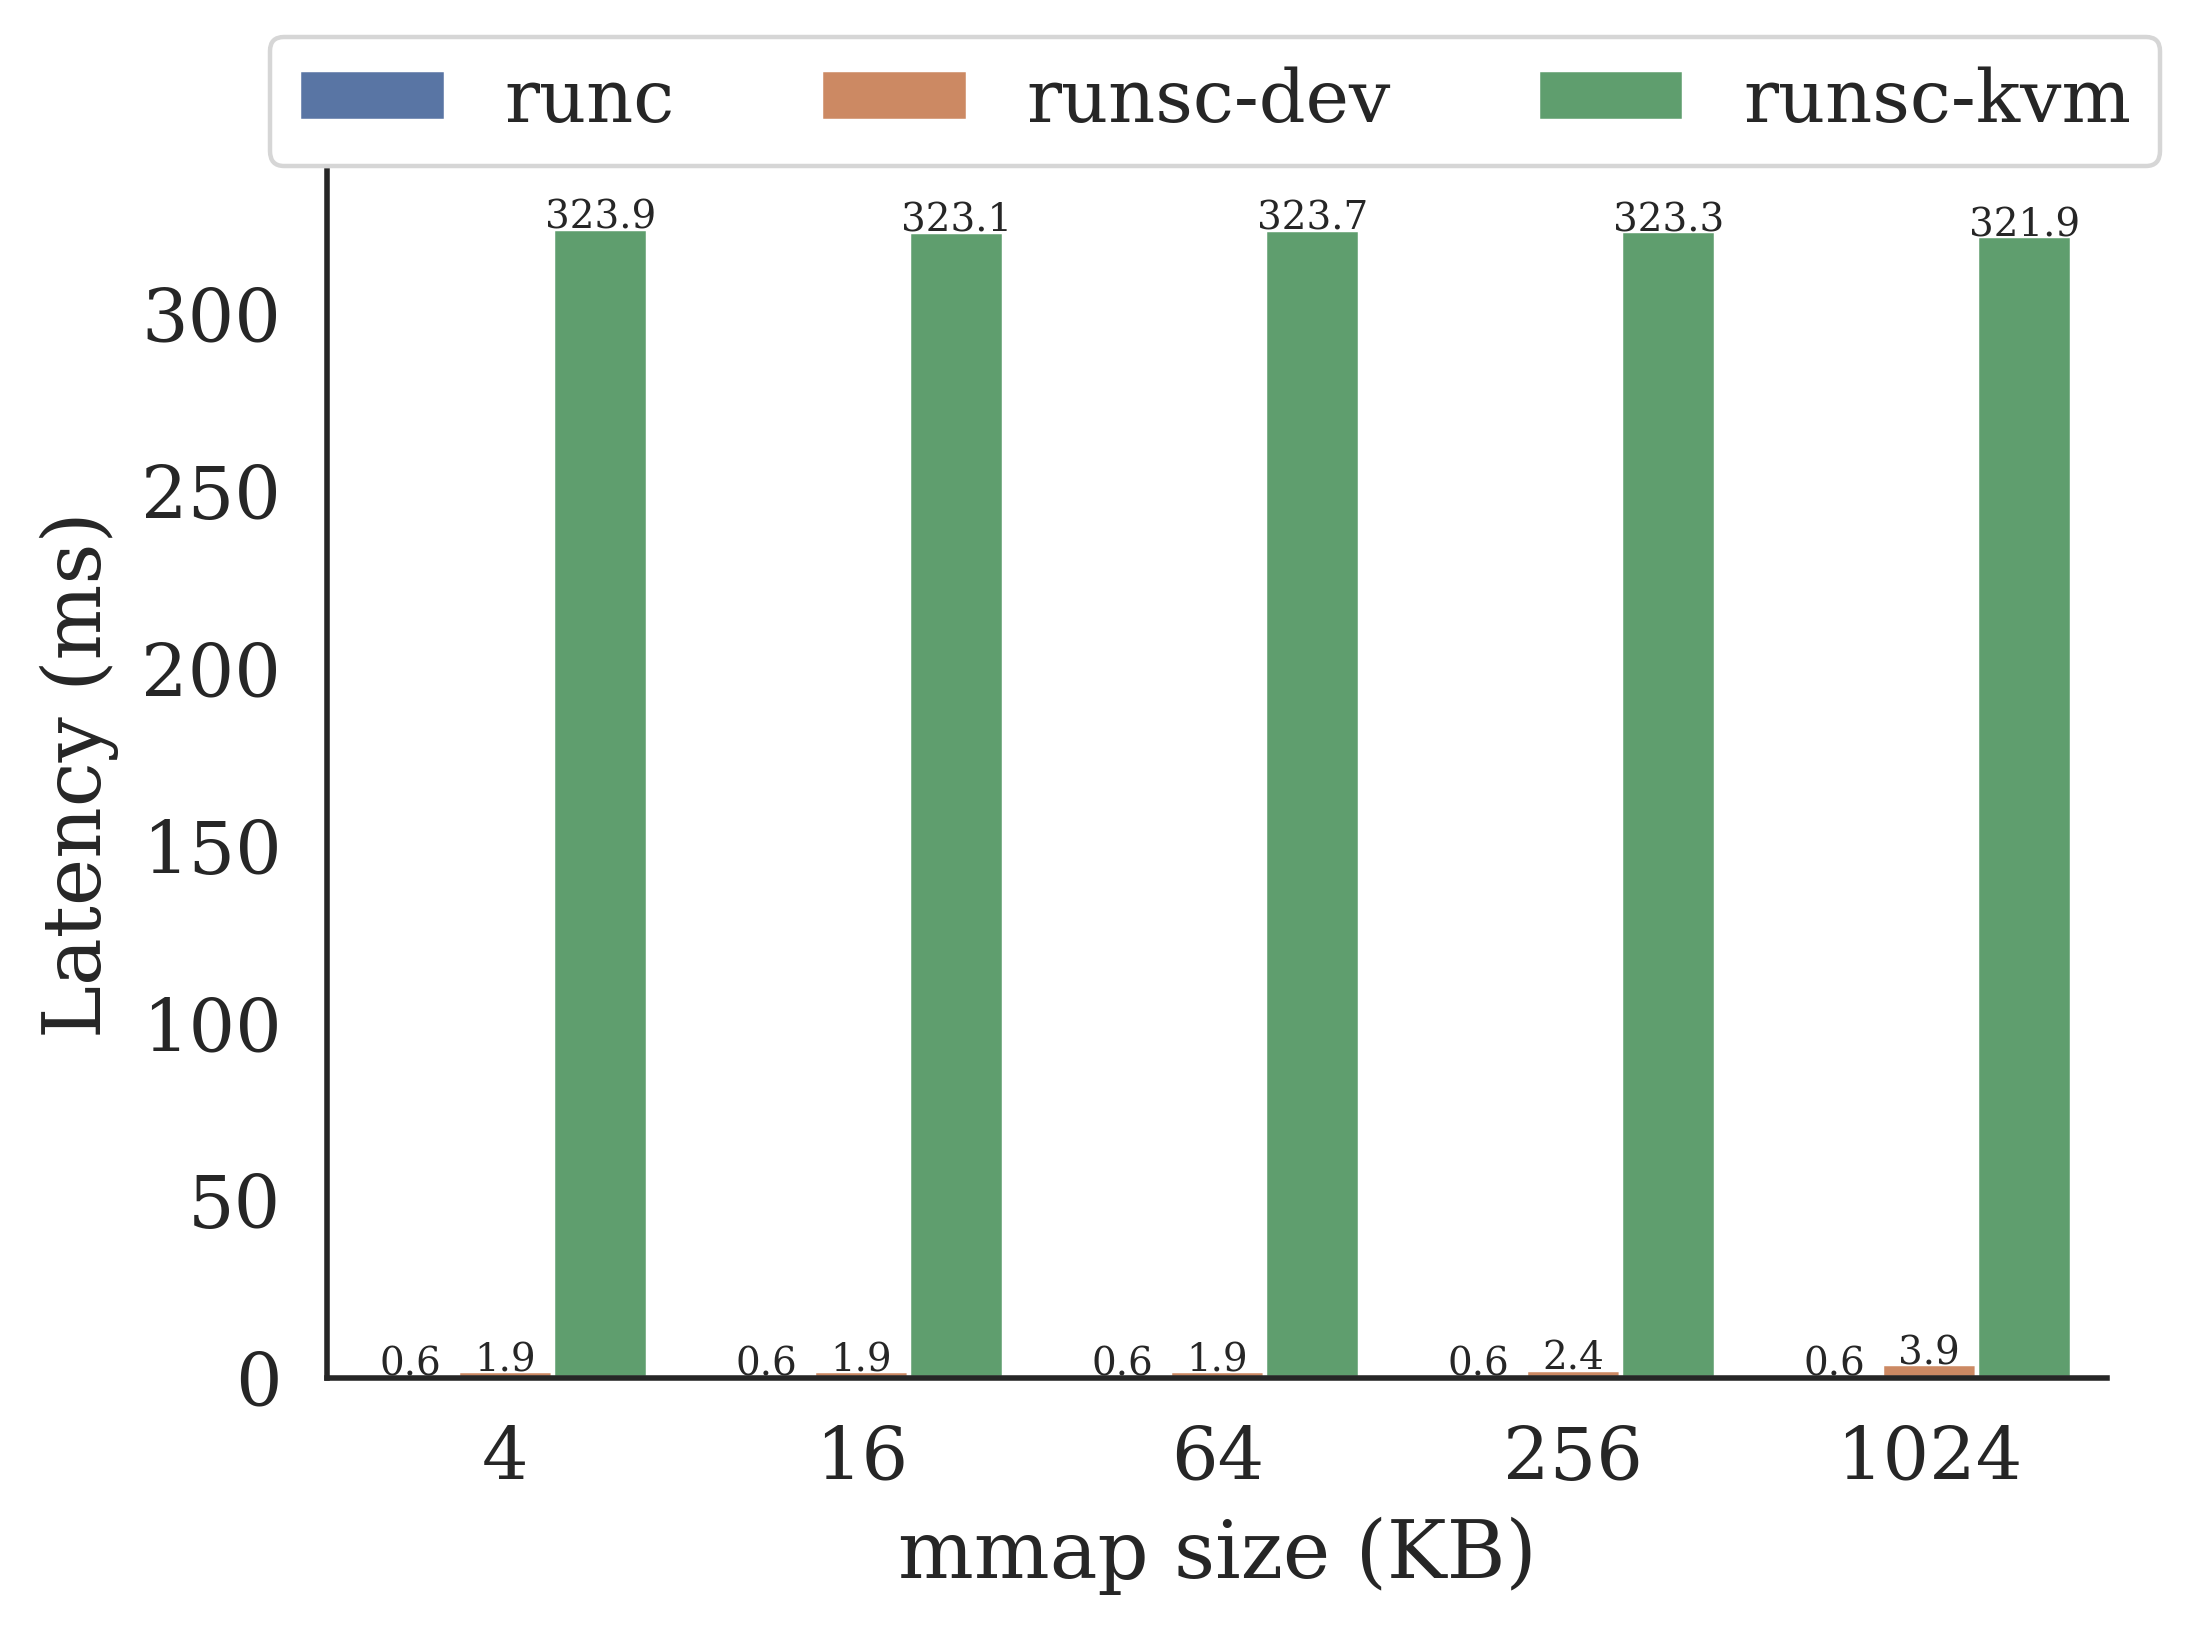 runc runsc-dev runsc-kvm
323.9 323.1 323.7 323.3 321.9
300
250
200
150
100
50
0
Latency (ms)
0.6 1.9 0.6 1.9 0.6 1.9 0.6 2.4 0.6 3.9
4 16 64 256 1024
mmap size (KB)